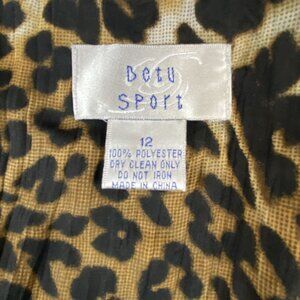 Betu
SPORT
12
100% POLYESTER
DRY CLEAN ONLY
DO NOT IRON
MADE IN CHINA